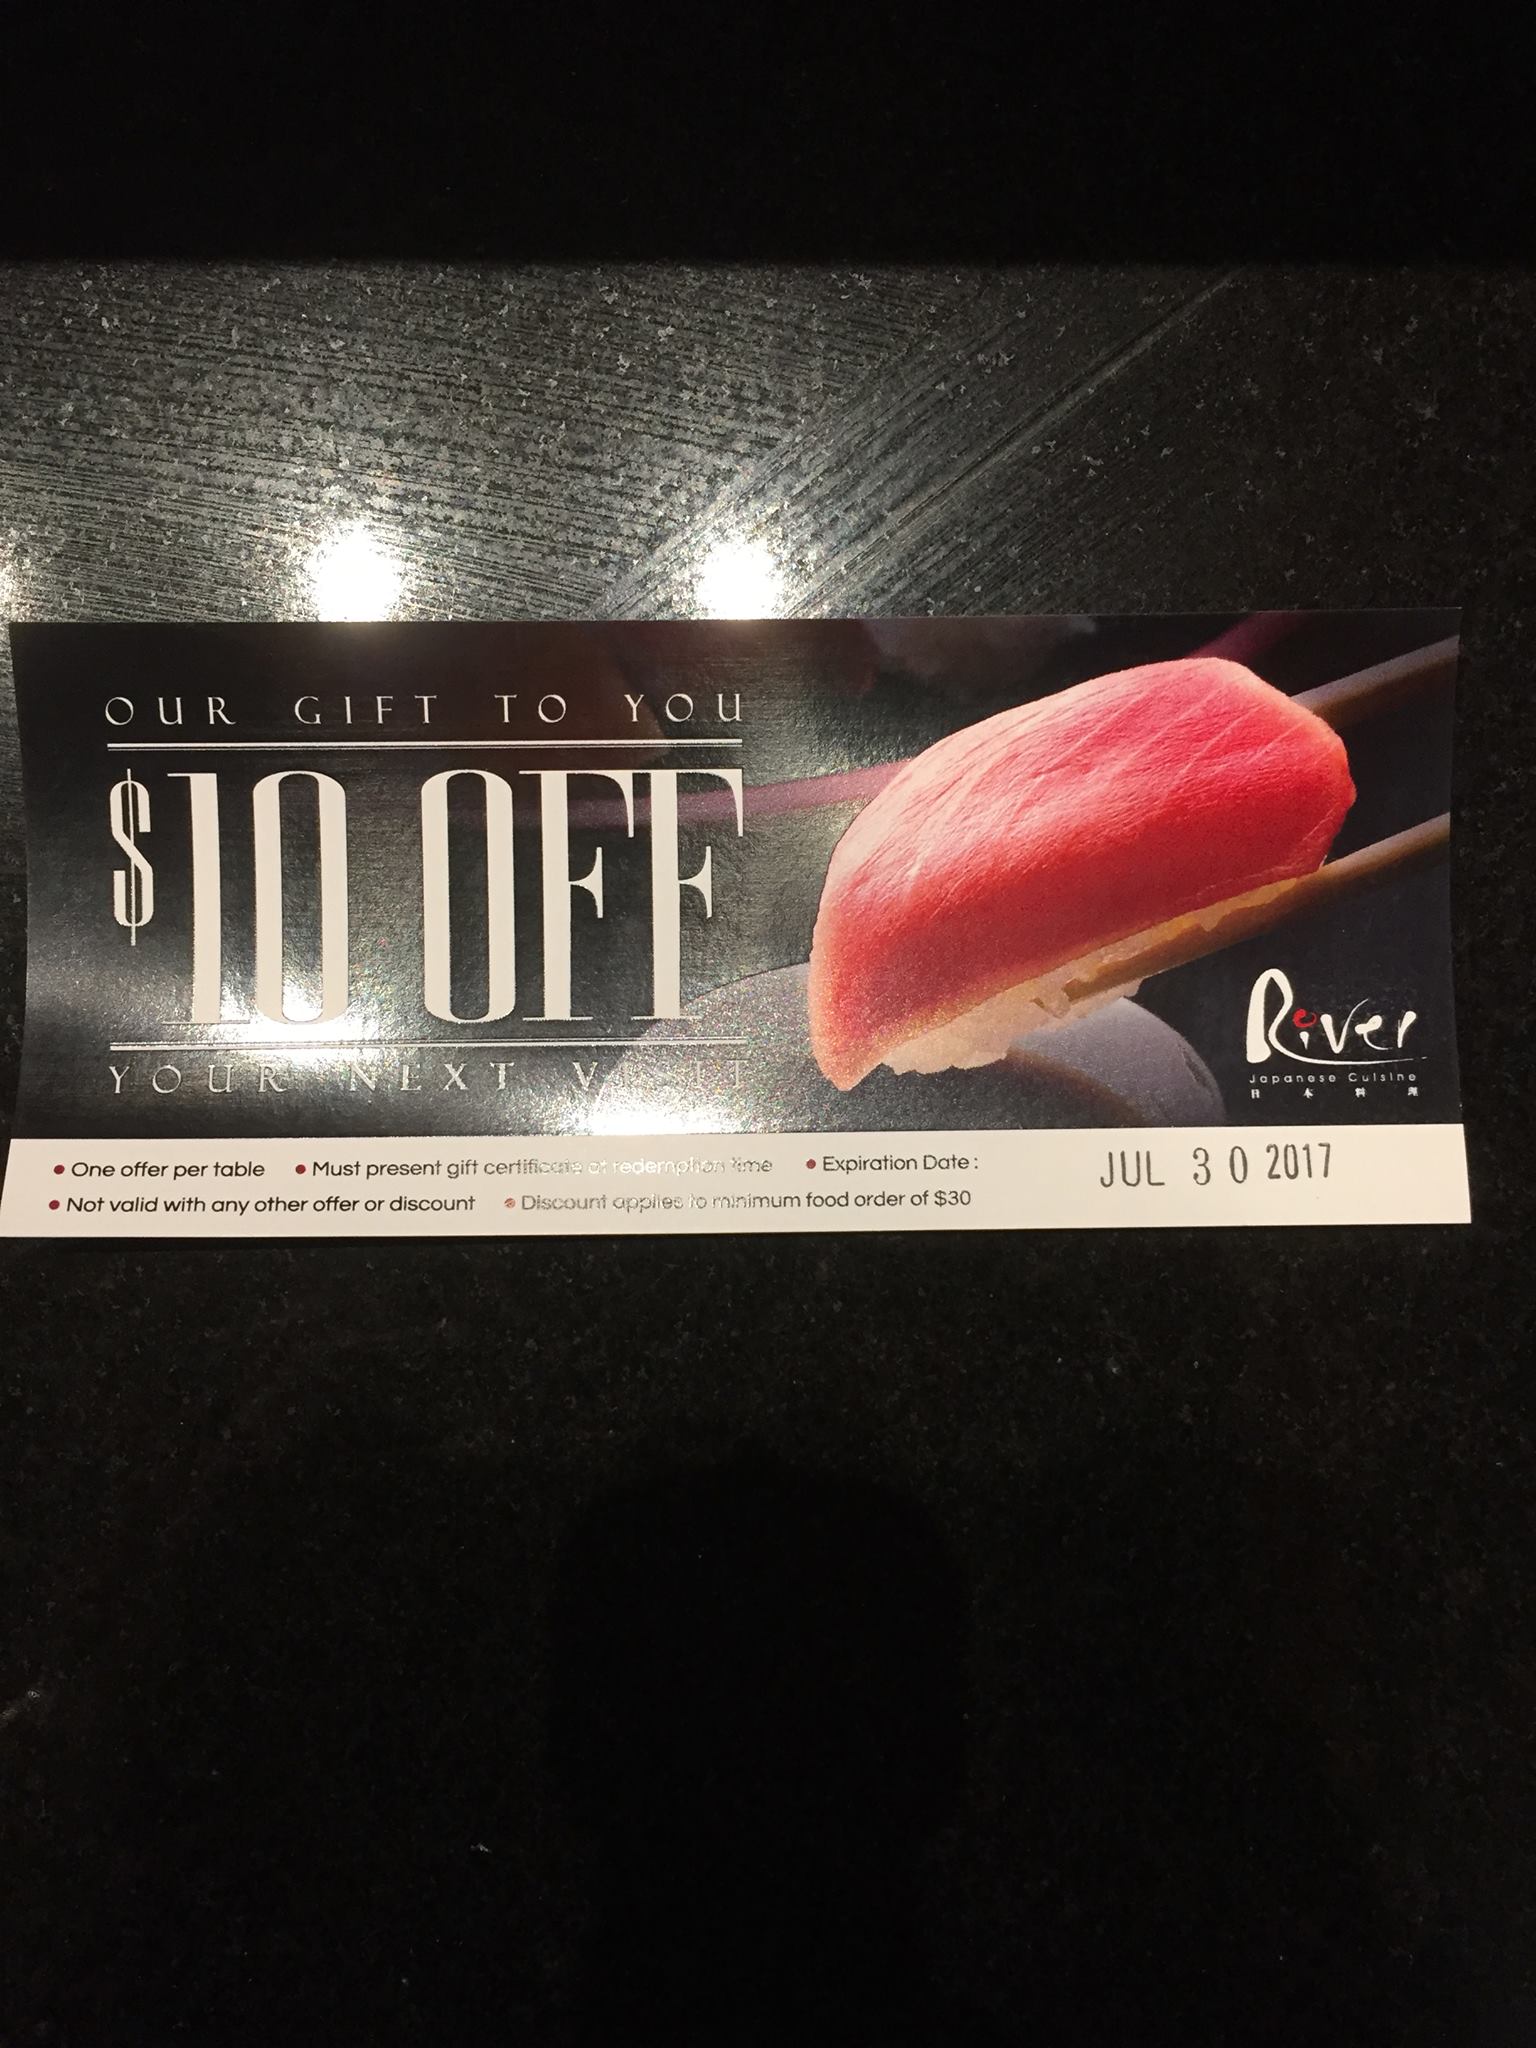 OUR GIFT TO YOU
$10 OFF
YOUR NEXT VISIT
River
Japanese Cuisine
日本料理
• One offer per table • Must present gift certificate at redemption time • Expiration Date : JUL 30 2017
• Not valid with any other offer or discount • Discount applies to minimum food order of $30